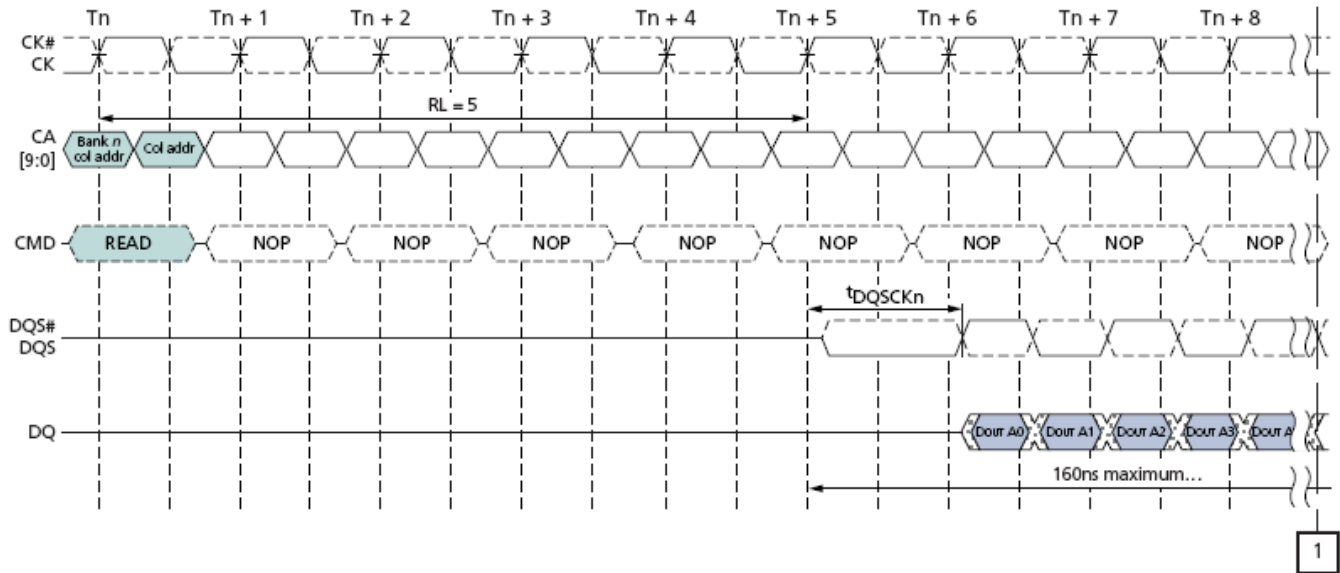 Tn Tn + 1 Tn + 2 Tn + 3 Tn + 4 Tn + 5 Tn + 6 Tn + 7 Tn + 8
CK#
CK
RL = 5
CA
[9:0]
Bank n
col addr
Col addr
CMD READ NOP NOP NOP NOP NOP NOP NOP NOP
tDQSCKn
DQS#
DQS
DQ DOUT A0 DOUT A1 DOUT A2 DOUT A3 DOUT A
160ns maximum…
1